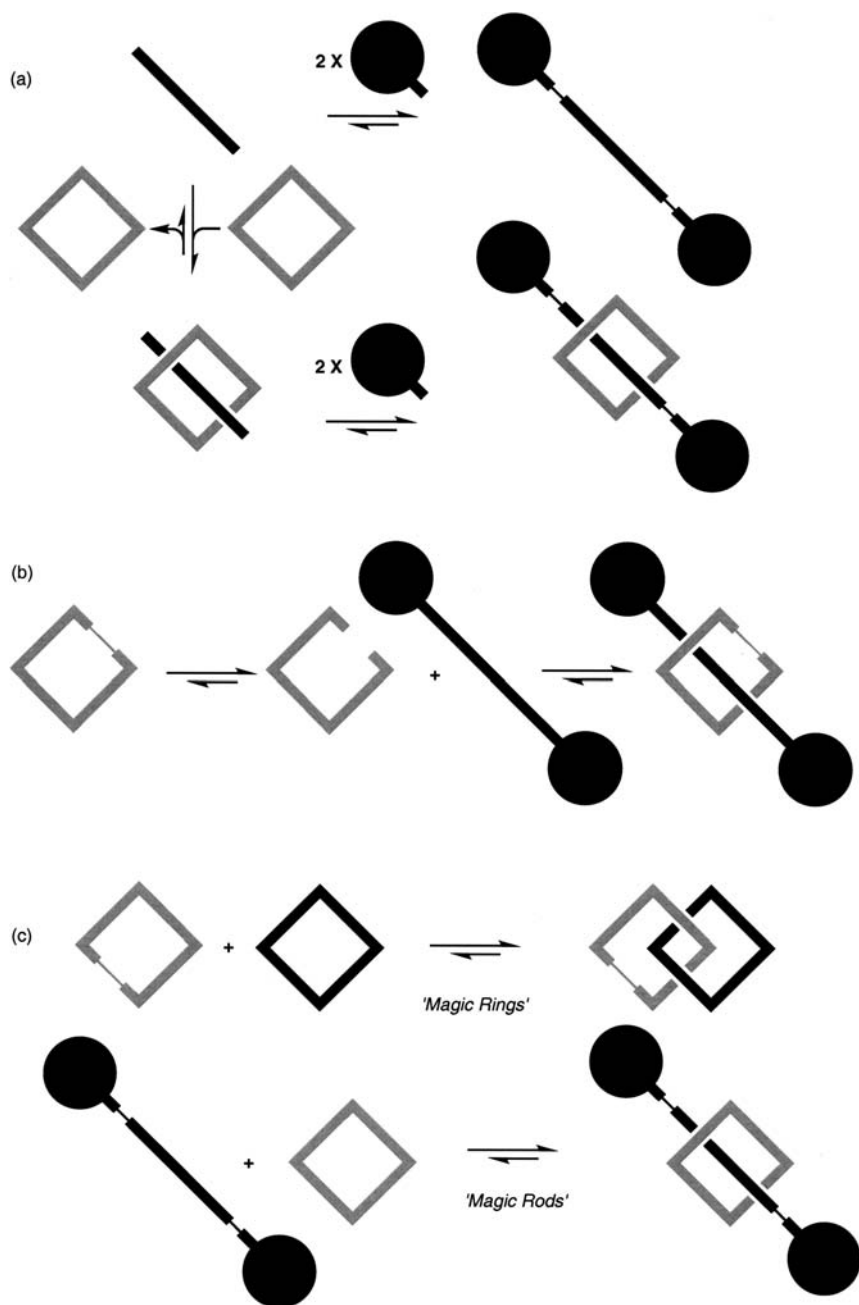 (a)
2 X
2 X
(b)
+
(c)
+
'Magic Rings'
+
'Magic Rods'